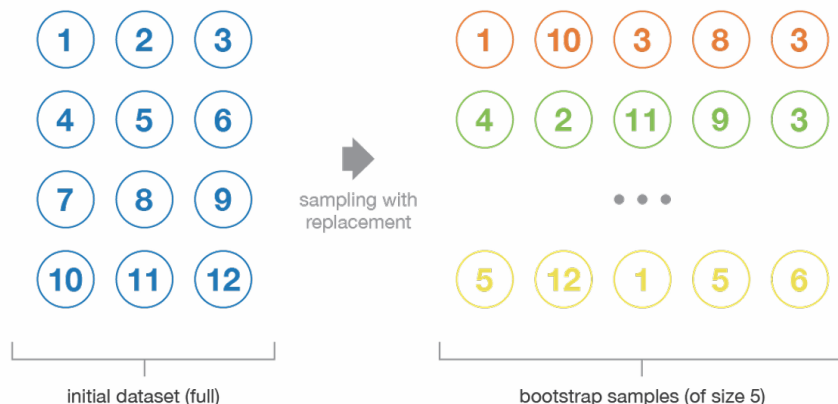 1 2 3 1 10 3 8 3
4 5 6 4 2 11 9 3
sampling with
replacement
7 8 9 •••
10 11 12 5 12 1 5 6
initial dataset (full) bootstrap samples (of size 5)